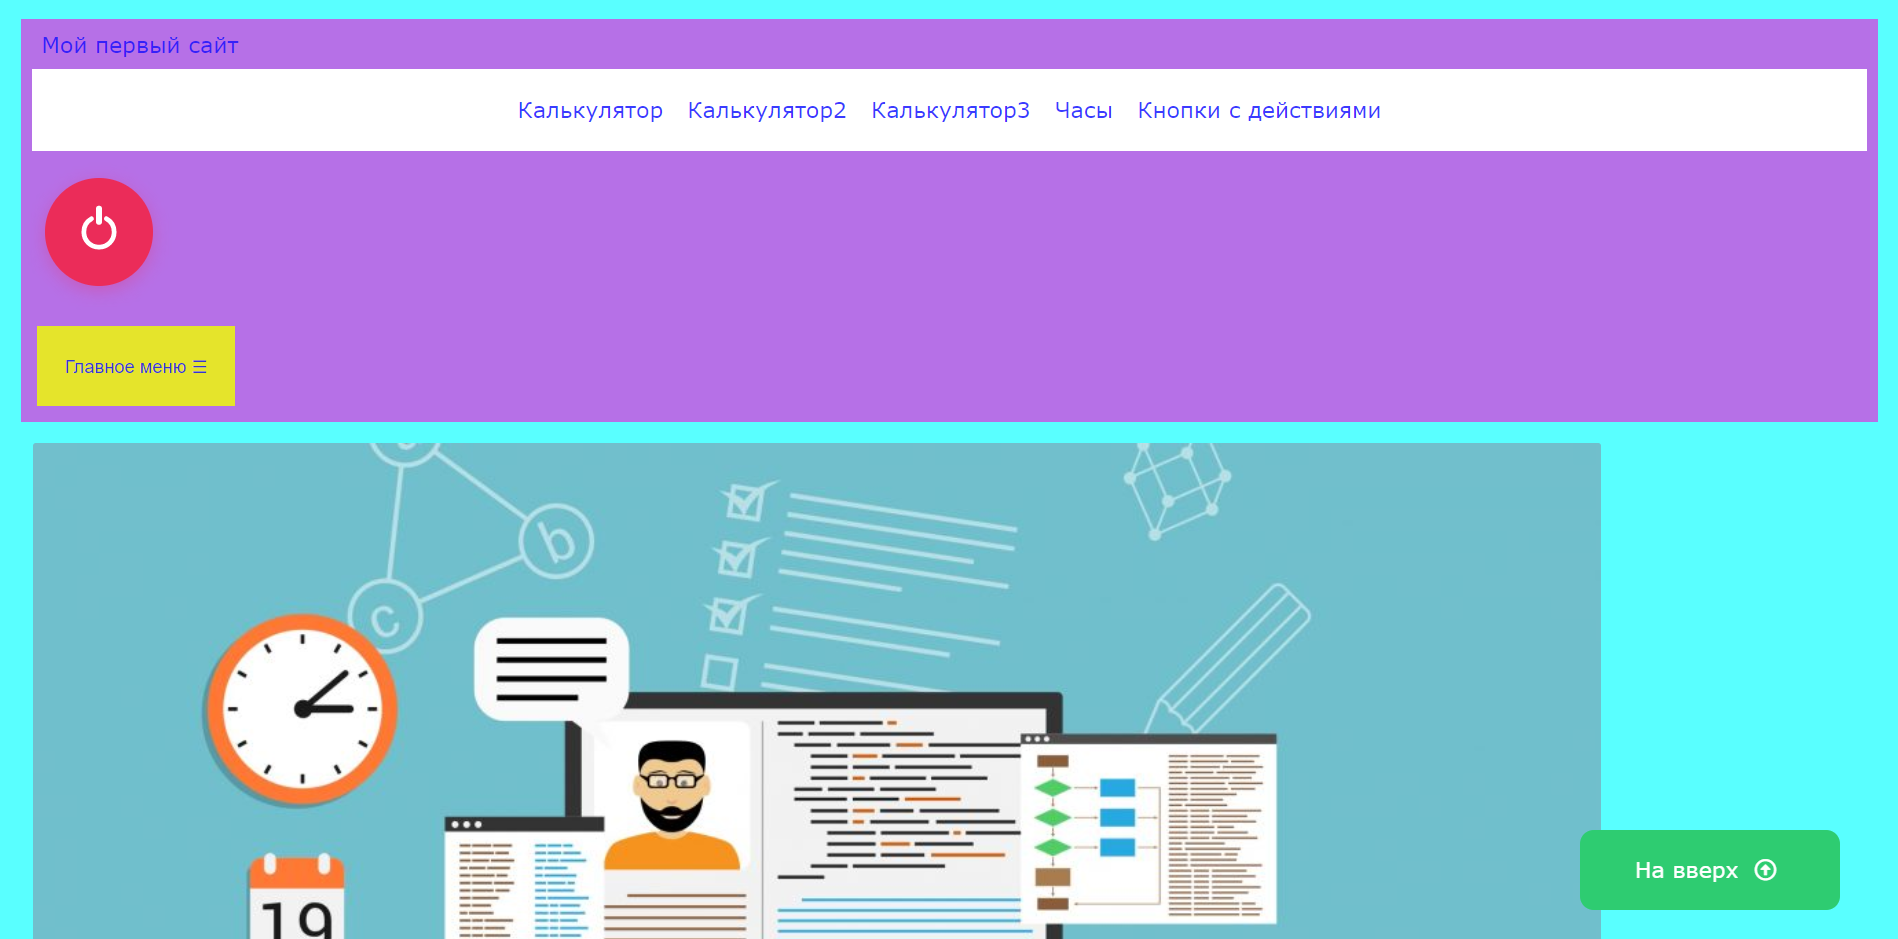 Мой первый сайт
Калькулятор Калькулятор2 Калькулятор3 Часы Кнопки с действиями
Главное меню ☰
b
c
19
На вверх